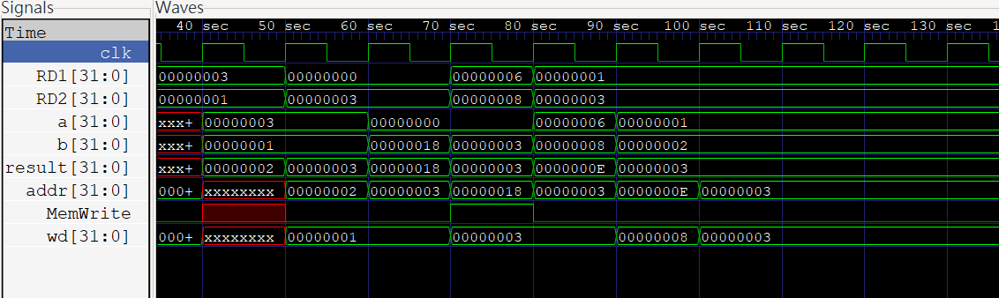 Signals Waves
Time 40 sec 50 sec 60 sec 70 sec 80 sec 90 sec 100 sec 110 sec 120 sec 130 sec 1
clk
RD1[31:0] 00000003 00000000 00000006 00000001
RD2[31:0] 00000001 00000003 00000008 00000003
a[31:0] xxx+ 00000003 00000000 00000006 00000001
b[31:0] xxx+ 00000001 00000018 00000003 00000008 00000002
result[31:0] xxx+ 00000002 00000003 00000018 00000003 0000000E 00000003
addr[31:0] 000+ xxxxxxxx 00000002 00000003 00000018 00000003 0000000E 00000003
MemWrite
wd[31:0] 000+ xxxxxxxx 00000001 00000003 00000008 00000003